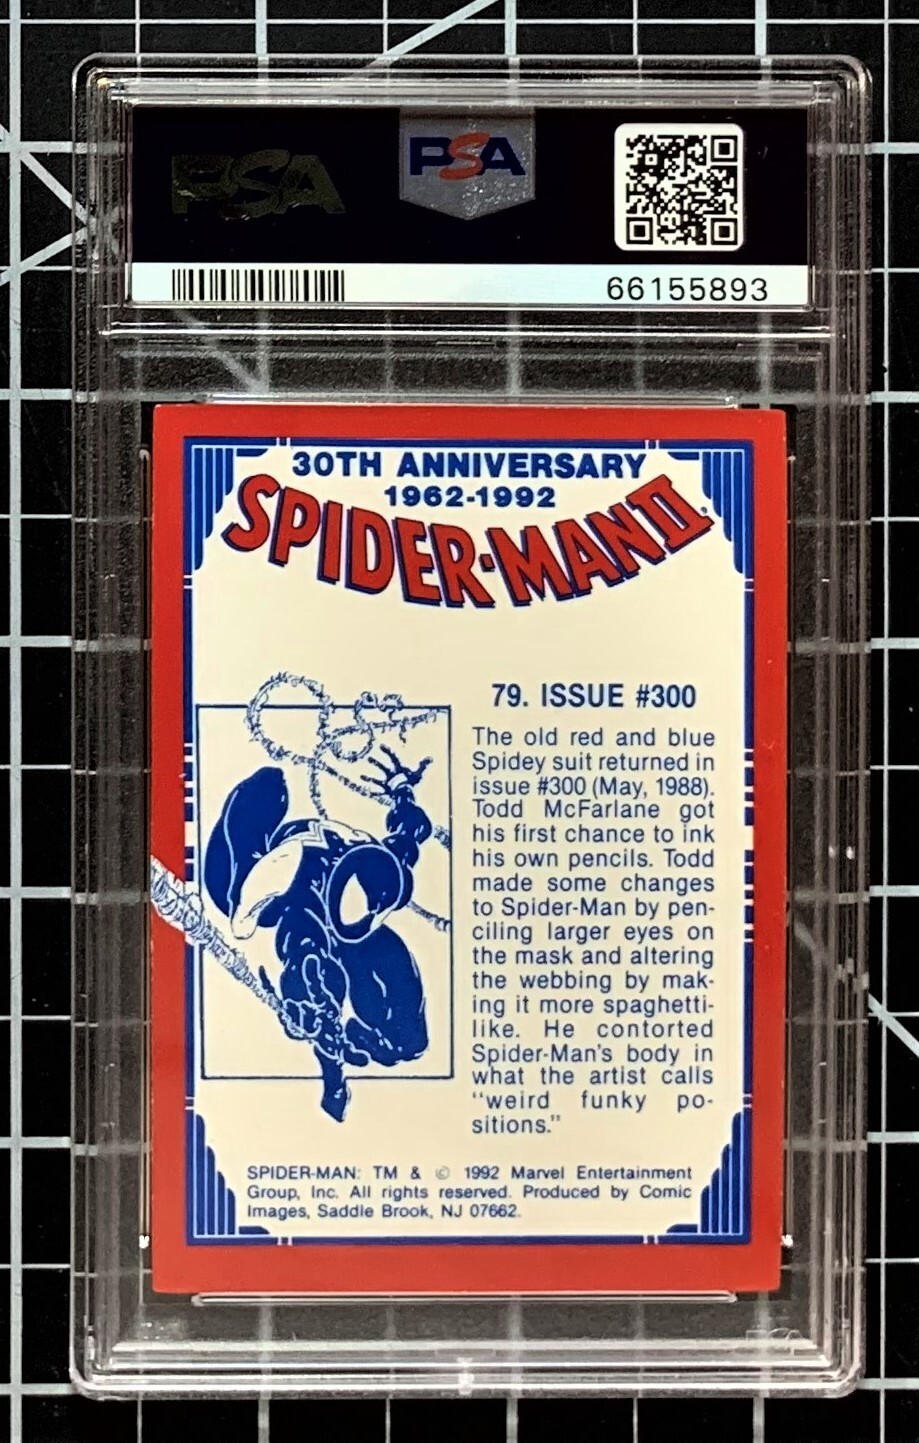 PSA
PSA
66155893
30TH ANNIVERSARY
1962-1992
SPIDER-MAN II
79. ISSUE #300
The old red and blue
Spidey suit returned in
issue #300 (May, 1988).
Todd McFarlane got
his first chance to ink
his own pencils. Todd
made some changes
to Spider-Man by pen-
ciling larger eyes on
the mask and altering
the webbing by mak-
ing it more spaghetti-
like. He contorted
Spider-Man's body in
what the artist calls
"weird funky po-
sitions."
SPIDER-MAN: TM & © 1992 Marvel Entertainment
Group, Inc. All rights reserved. Produced by Comic
Images, Saddle Brook, NJ 07662.